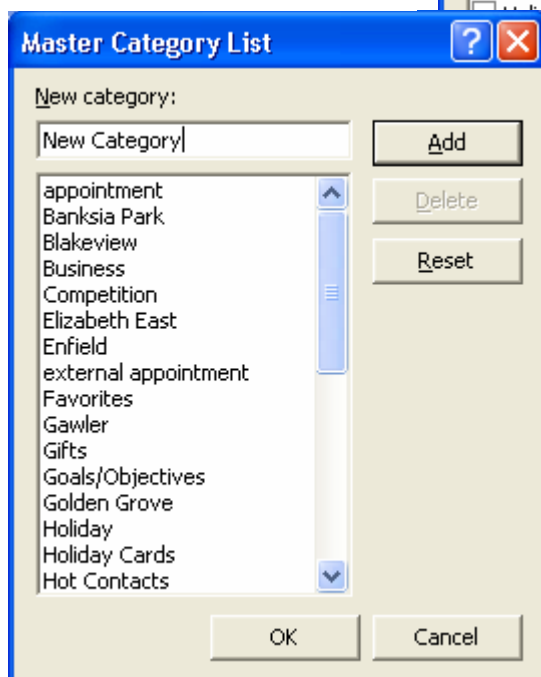 Master Category List
New category:
New Category
Add
appointment
Delete
Banksia Park
Blakeview
Business
Reset
Competition
Elizabeth East
Enfield
external appointment
Favorites
Gawler
Gifts
Goals/Objectives
Golden Grove
Holiday
Holiday Cards
Hot Contacts
OK
Cancel